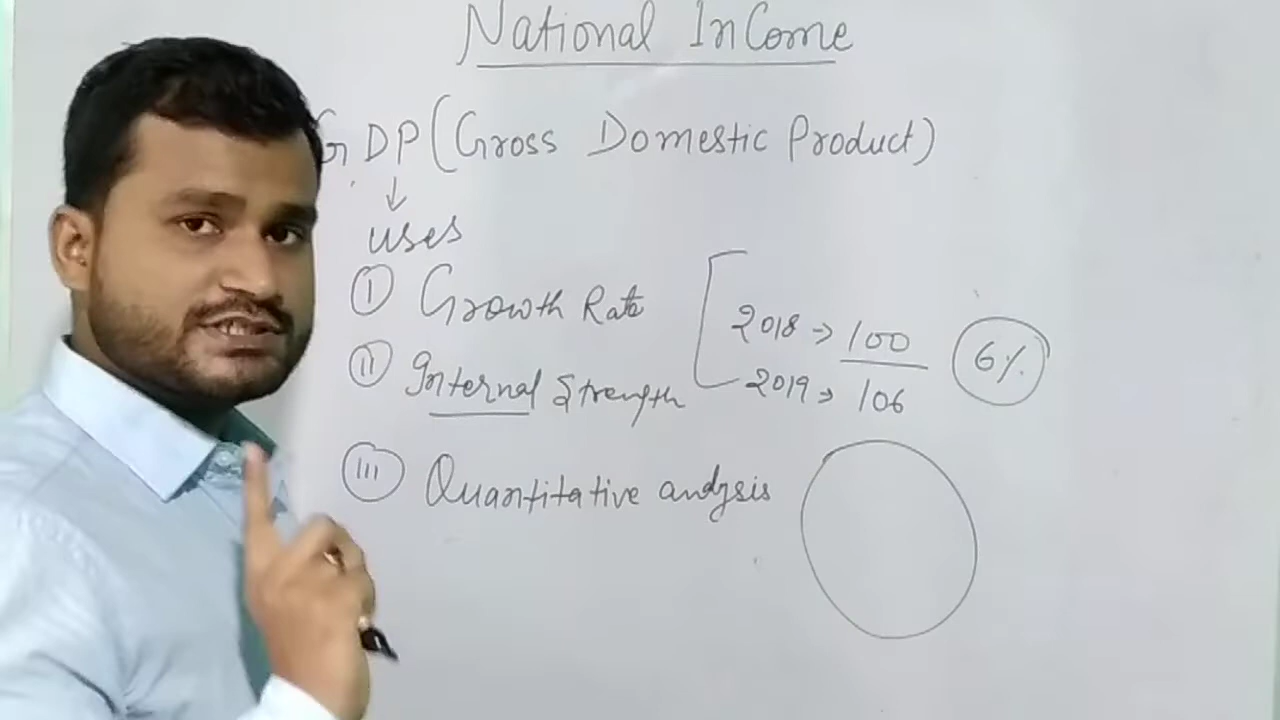 National Income
GDP (Gross Domestic Product)
↓
uses
I Growth Rate
II Internal Strength
2018 → 100
2019 → 106
6%
III Quantitative analysis